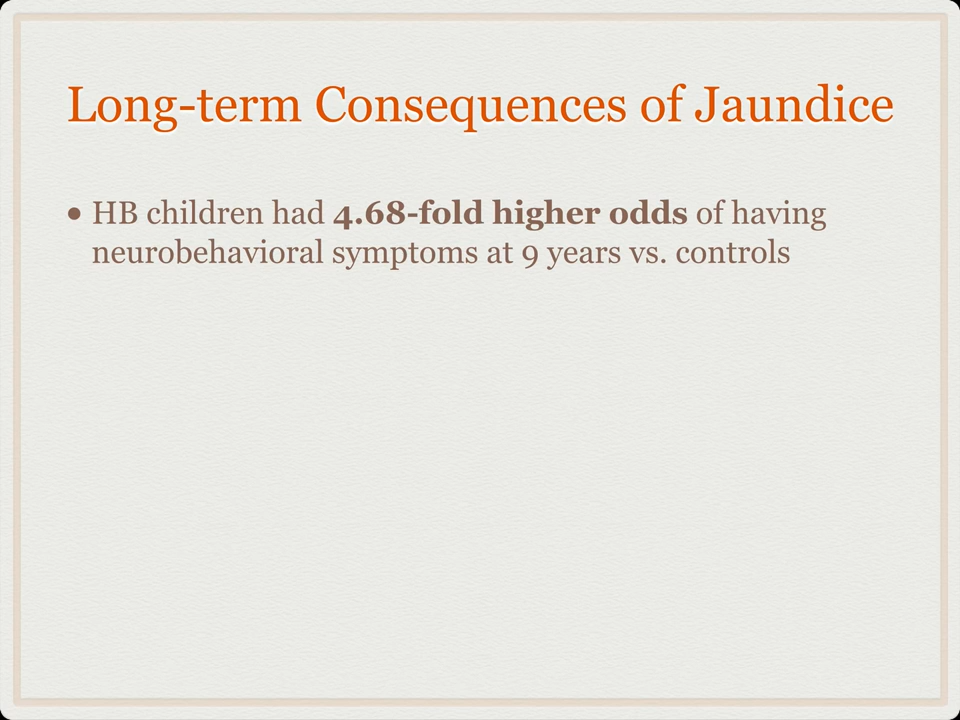 Long-term Consequences of Jaundice
• HB children had 4.68-fold higher odds of having
neurobehavioral symptoms at 9 years vs. controls